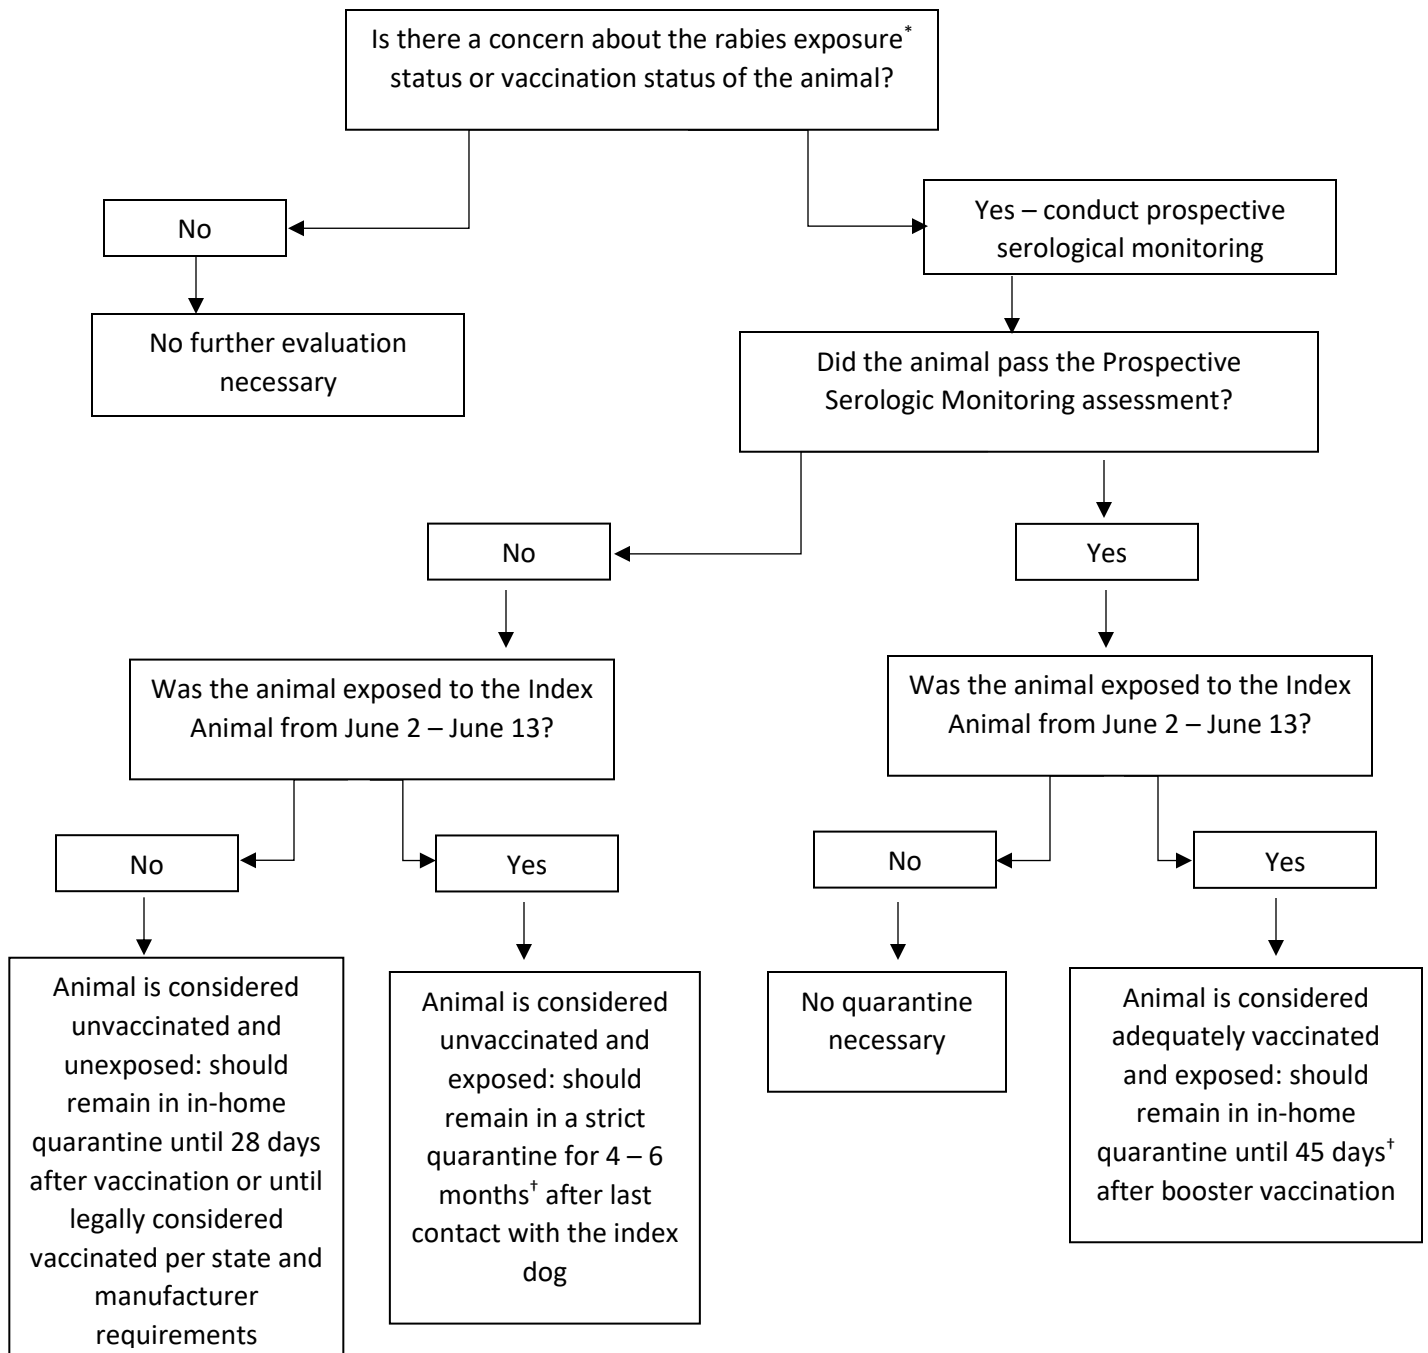 Is there a concern about the rabies exposure*
status or vaccination status of the animal?
No
Yes – conduct prospective
serological monitoring
No further evaluation
necessary
Did the animal pass the Prospective
Serologic Monitoring assessment?
No
Yes
Was the animal exposed to the Index
Animal from June 2 – June 13?
Was the animal exposed to the Index
Animal from June 2 – June 13?
No
Yes
No
Yes
Animal is considered
unvaccinated and
unexposed: should
remain in in-home
quarantine until 28 days
after vaccination or until
legally considered
vaccinated per state and
manufacturer
requirements
Animal is considered
unvaccinated and
exposed: should
remain in a strict
quarantine for 4 – 6
months† after last
contact with the index
dog
No quarantine
necessary
Animal is considered
adequately vaccinated
and exposed: should
remain in in-home
quarantine until 45 days†
after booster vaccination